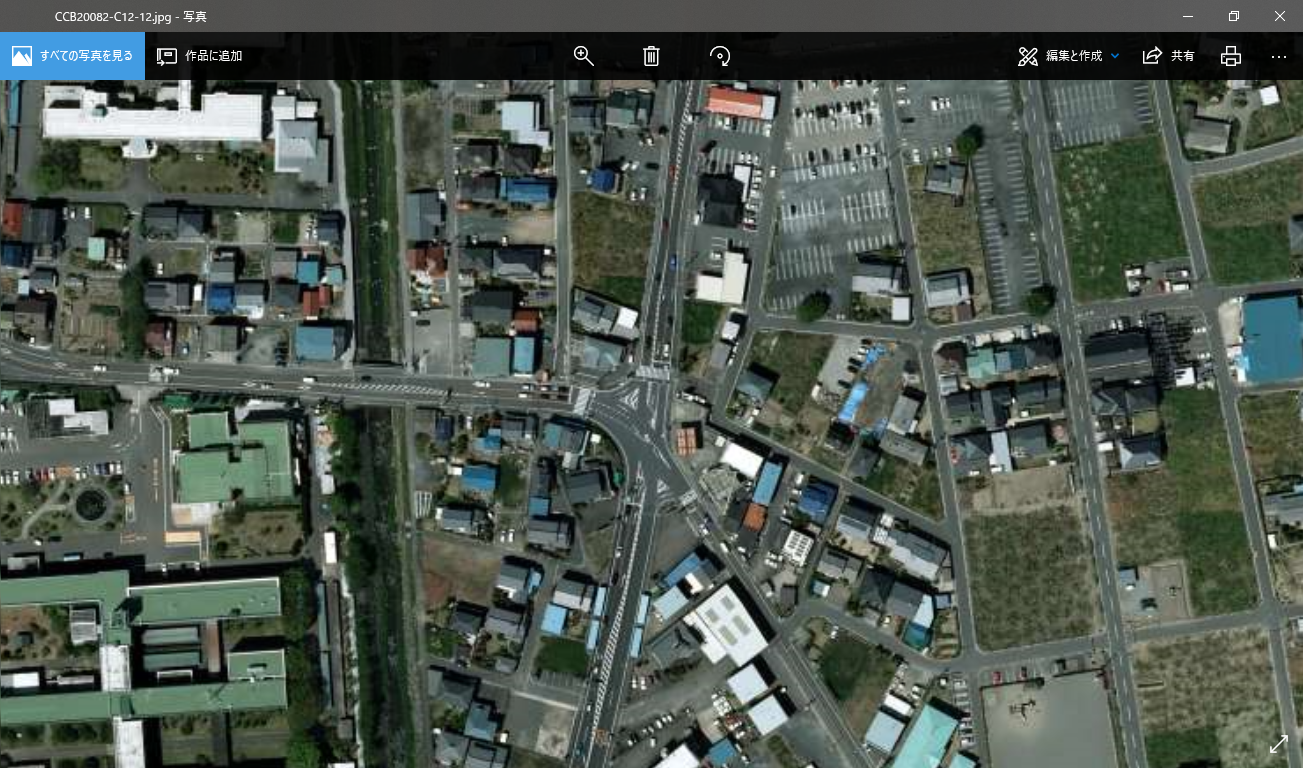 CCB20082-C12-12.jpg - 写真
すべての写真を見る
作品に追加
編集と作成
共有